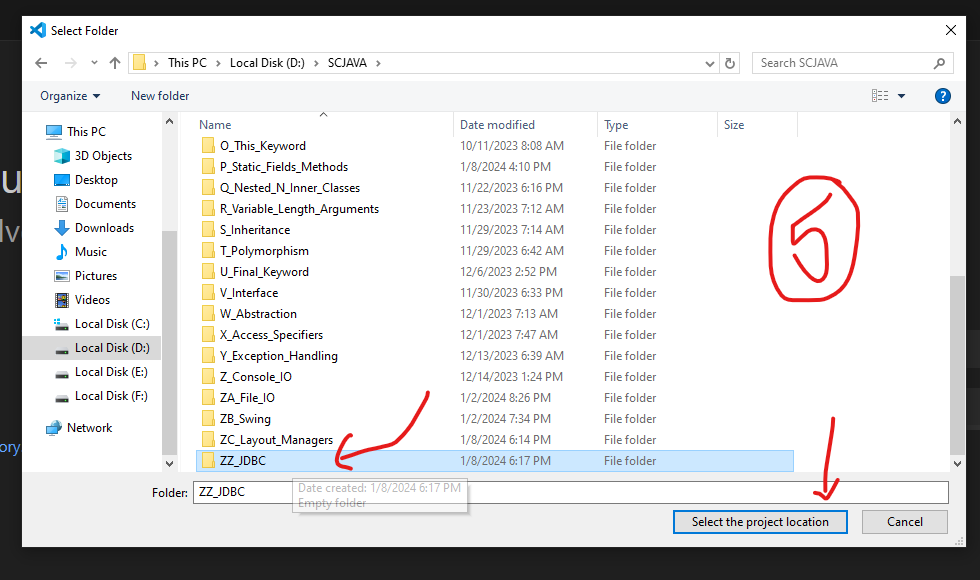 Select Folder
This PC > Local Disk (D:) > SCJAVA >
Search SCJAVA
Organize
New folder
?
This PC
3D Objects
Desktop
Documents
Downloads
Music
Pictures
Videos
Local Disk (C:)
Local Disk (D:)
Local Disk (E:)
Local Disk (F:)
Network
Name Date modified Type Size
O_This_Keyword 10/11/2023 8:08 AM File folder
P_Static_Fields_Methods 1/8/2024 4:10 PM File folder
Q_Nested_N_Inner_Classes 11/22/2023 6:16 PM File folder
R_Variable_Length_Arguments 11/23/2023 7:12 AM File folder
S_Inheritance 11/29/2023 7:14 AM File folder
T_Polymorphism 11/29/2023 6:42 AM File folder
U_Final_Keyword 12/6/2023 2:52 PM File folder
V_Interface 11/30/2023 6:33 PM File folder
W_Abstraction 12/1/2023 7:13 AM File folder
X_Access_Specifiers 12/1/2023 7:47 AM File folder
Y_Exception_Handling 12/13/2023 6:39 AM File folder
Z_Console_IO 12/14/2023 1:24 PM File folder
ZA_File_IO 1/2/2024 8:26 PM File folder
ZB_Swing 1/2/2024 7:34 PM File folder
ZC_Layout_Managers 1/8/2024 6:14 PM File folder
ZZ_JDBC 1/8/2024 6:17 PM File folder
5
Folder: ZZ_JDBC
Date created: 1/8/2024 6:17 PM
Empty folder
Select the project location
Cancel
u
lv
ory